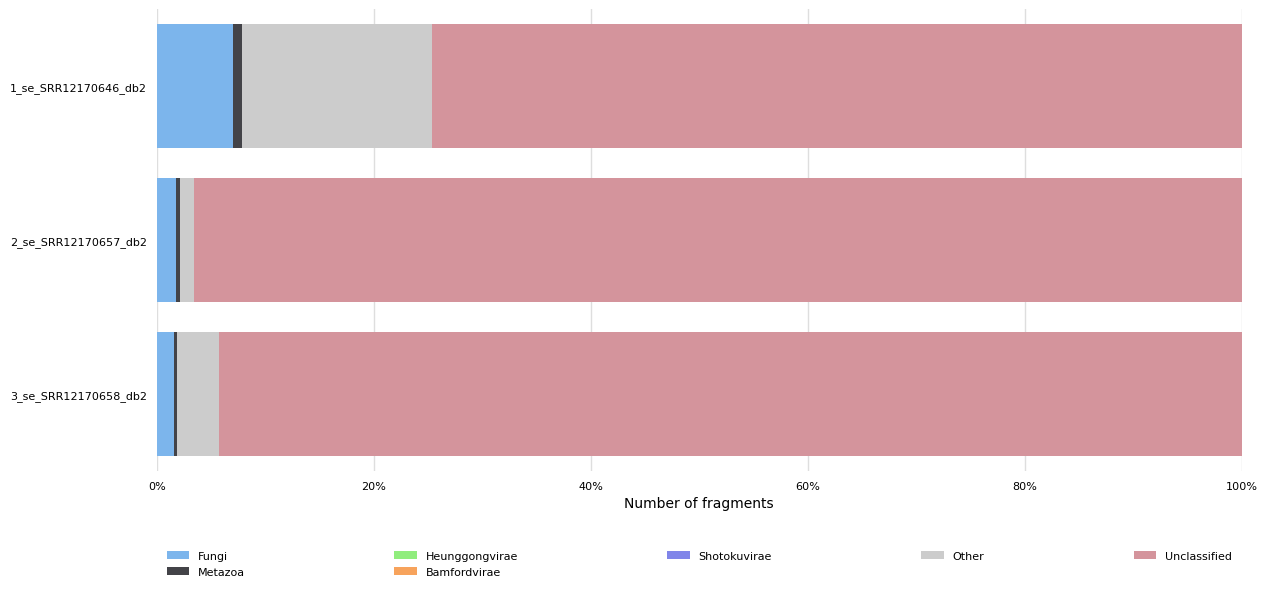 1_se_SRR12170646_db2
2_se_SRR12170657_db2
3_se_SRR12170658_db2
0% 20% 40% 60% 80% 100%
Number of fragments
Fungi Heunggongvirae Shotokuvirae Other Unclassified
Metazoa Bamfordvirae